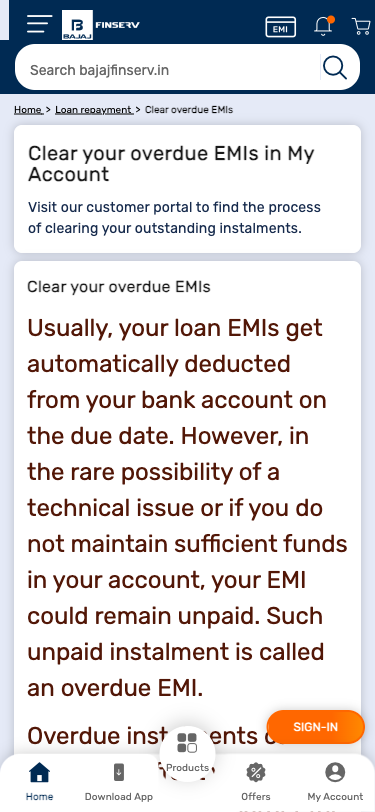 BAJAJ FINSERV
EMI
Search bajajfinserv.in
Home > Loan repayment > Clear overdue EMIs
Clear your overdue EMIs in My
Account
Visit our customer portal to find the process
of clearing your outstanding instalments.
Clear your overdue EMIs
Usually, your loan EMIs get
automatically deducted
from your bank account on
the due date. However, in
the rare possibility of a
technical issue or if you do
not maintain sufficient funds
in your account, your EMI
could remain unpaid. Such
unpaid instalment is called
an overdue EMI.
Overdue
SIGN-IN
Products
Home
Download App
Offers
My Account